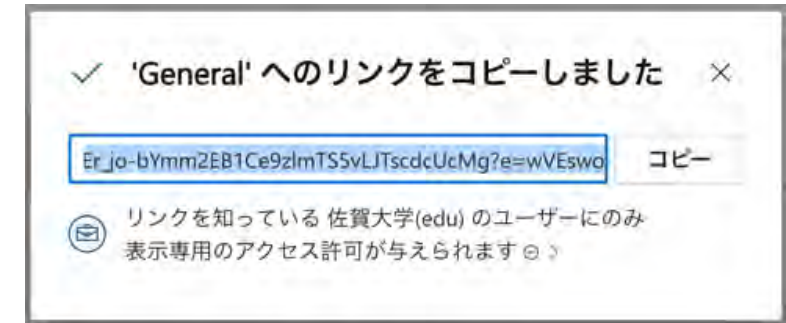 'General' へのリンクをコピーしました
Er_jo-bYmm2EB1Ce9zlmTS5vLJTscdcUcMg?e=wVEswo
コピー
リンクを知っている 佐賀大学(edu) のユーザーにのみ
表示専用のアクセス許可が与えられます